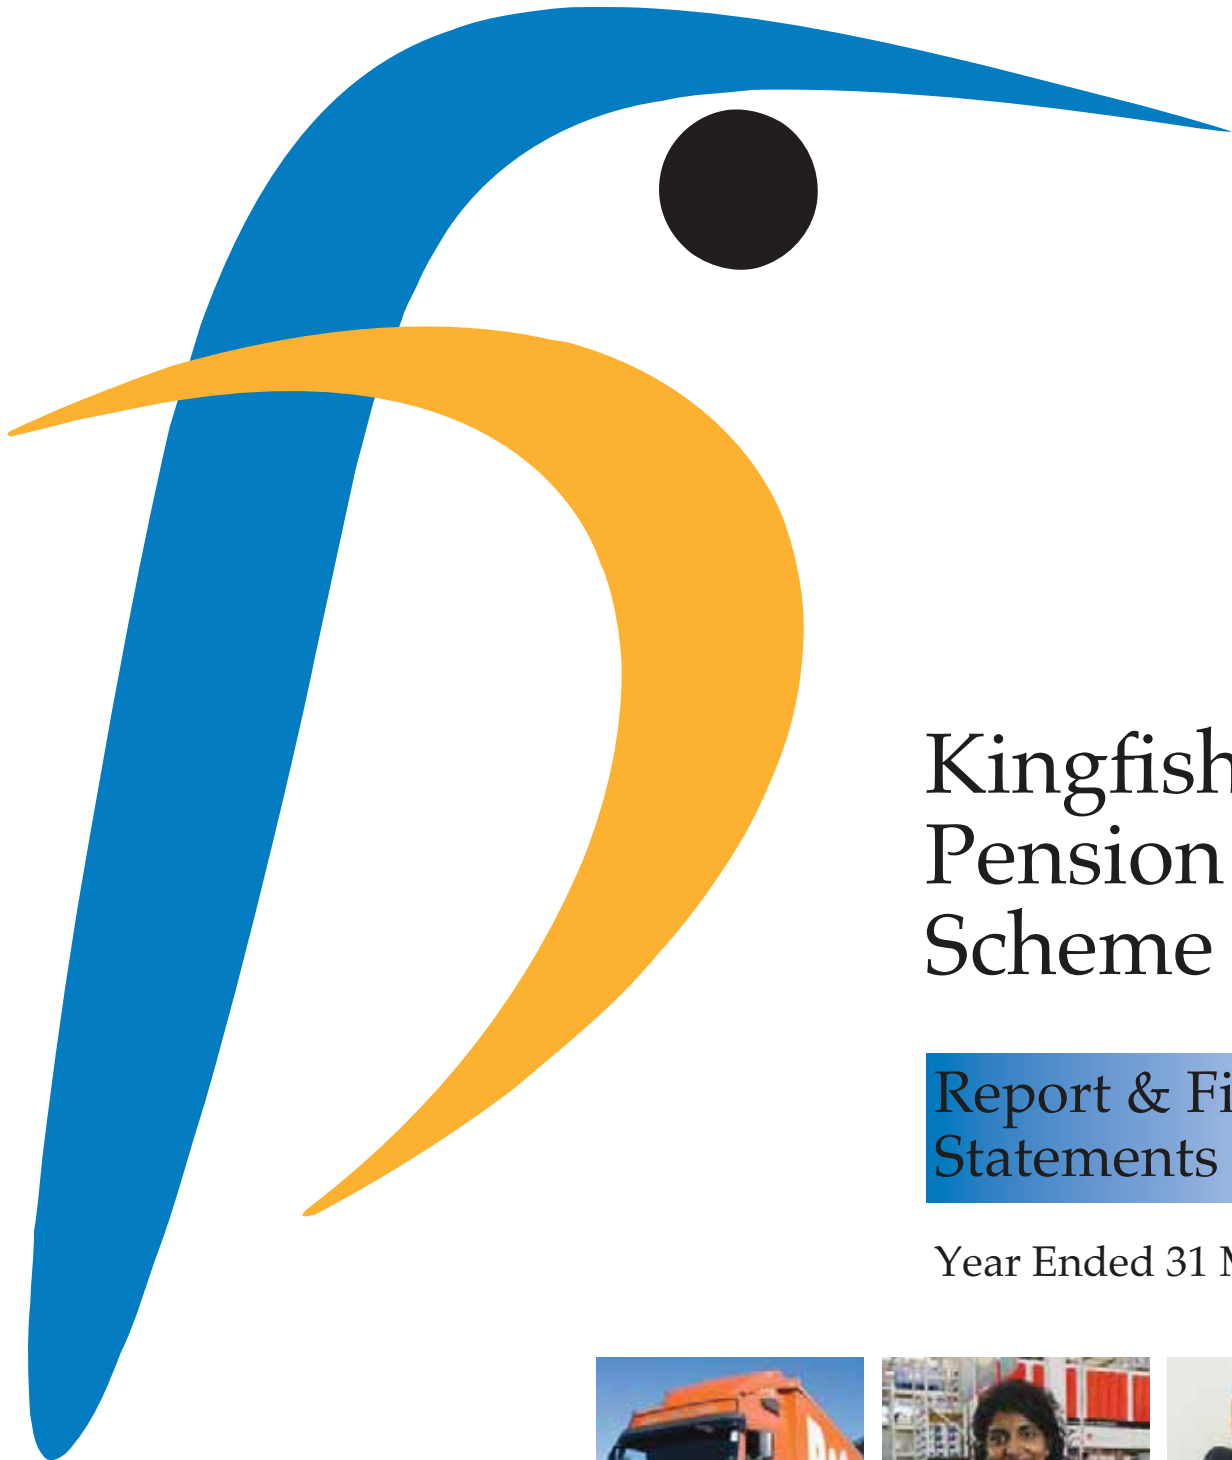 Kingfish
Pension
Scheme
Report & Fi
Statements
Year Ended 31 M